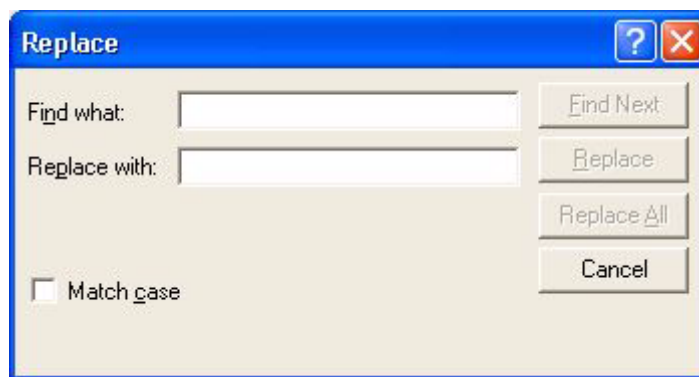 Replace
Find what:
Find Next
Replace with:
Replace
Replace All
Cancel
Match case